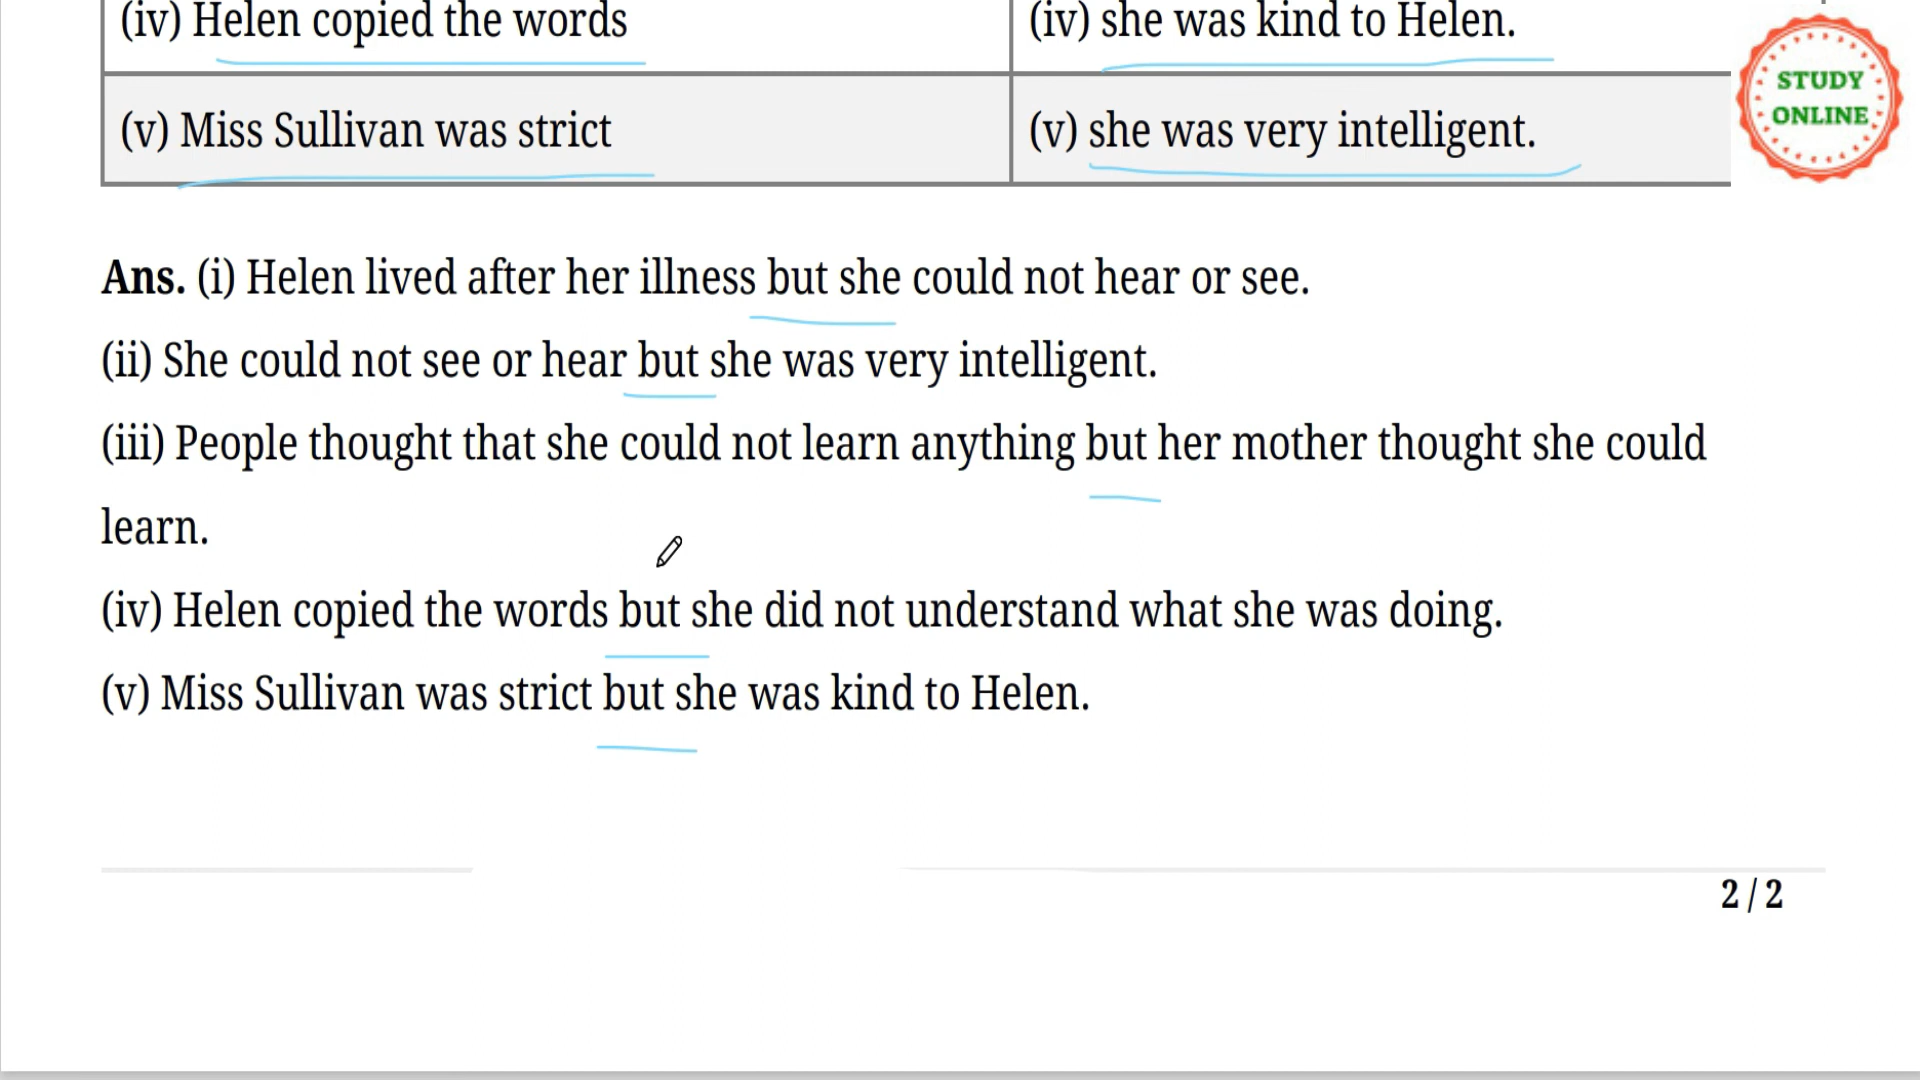 (iv) Helen copied the words (iv) she was kind to Helen.
STUDY
ONLINE
(v) Miss Sullivan was strict (v) she was very intelligent.
Ans. (i) Helen lived after her illness but she could not hear or see.
(ii) She could not see or hear but she was very intelligent.
(iii) People thought that she could not learn anything but her mother thought she could
learn.
(iv) Helen copied the words but she did not understand what she was doing.
(v) Miss Sullivan was strict but she was kind to Helen.
2 / 2